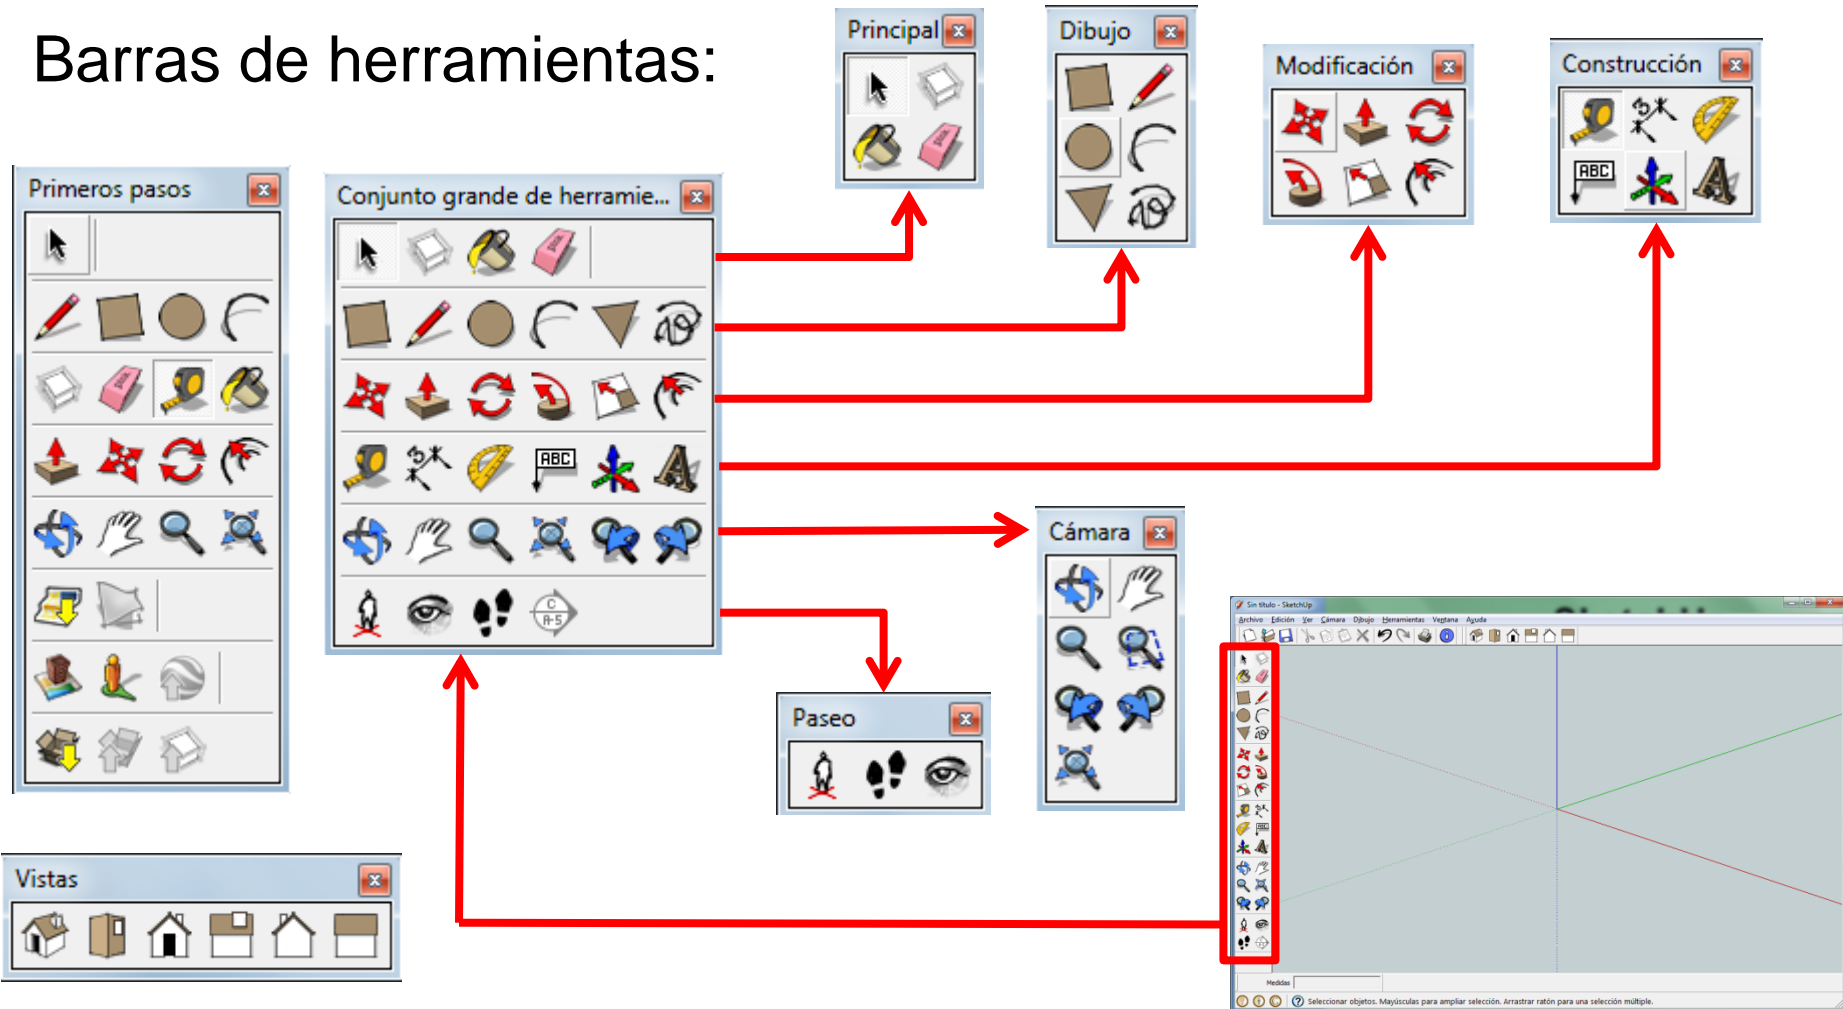 Barras de herramientas:
Principal
Dibujo
Modificación
Construcción
ABC
Primeros pasos
Conjunto grande de herramie...
ABC
C
A-5
Cámara
Paseo
Vistas
Sin título - SketchUp
Archivo Edición Ver Cámara Dibujo Herramientas Ventana Ayuda
Medidas
Seleccionar objetos. Mayúsculas para ampliar selección. Arrastrar ratón para una selección múltiple.